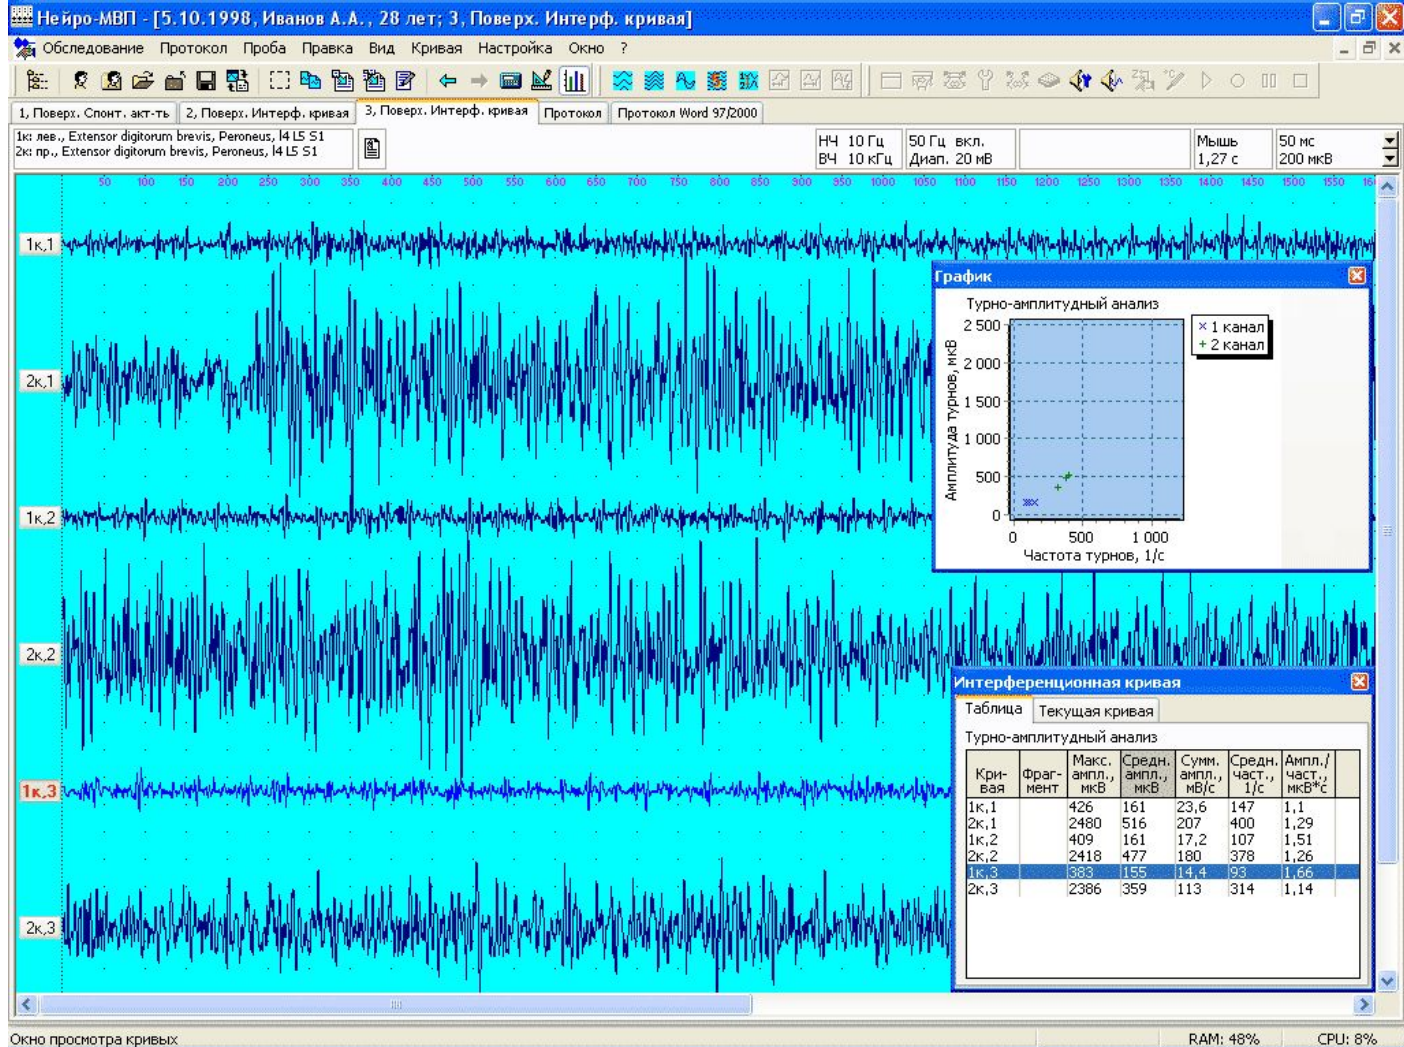 Нейро-МВП - [5.10.1998, Иванов А.А., 28 лет; 3, Поверх. Интерф. кривая]
Обследование Протокол Проба Правка Вид Кривая Настройка Окно ?
1, Поверх. Спонт. акт-ть 2, Поверх. Интерф. кривая 3, Поверх. Интерф. кривая Протокол Протокол Word 97/2000
1к: лев., Extensor digitorum brevis, Peroneus, l4 L5 S1
2к: пр., Extensor digitorum brevis, Peroneus, l4 L5 S1
НЧ 10 Гц
ВЧ 10 кГц
50 Гц вкл.
Диап. 20 мВ
Мышь
1,27 с
50 мс
200 мкВ
50 100 150 200 250 300 350 400 450 500 550 600 650 700 750 800 850 900 950 1000 1050 1100 1150 1200 1250 1300 1350 1400 1450 1500 1550
1к,1
2к,1
1к,2
2к,2
1к,3
2к,3
График
Турно-амплитудный анализ
Амплитуда турнов, мкВ
2 500
2 000
1 500
1 000
500
0
0 500 1 000
Частота турнов, 1/с
× 1 канал
+ 2 канал
Интерференционная кривая
Таблица Текущая кривая
Турно-амплитудный анализ
Кри- Фраг- Макс. Средн. Сумм. Средн. Ампл./
вая мент ампл., ампл., ампл., част., част.,
мкВ мкВ мВ/с 1/с мкВ*с
1к,1 426 161 23,6 147 1,1
2к,1 2480 516 207 400 1,29
1к,2 409 161 17,2 107 1,51
2к,2 2418 477 180 378 1,26
1к,3 383 155 14,4 93 1,66
2к,3 2386 359 113 314 1,14
Окно просмотра кривых RAM: 48% CPU: 8%